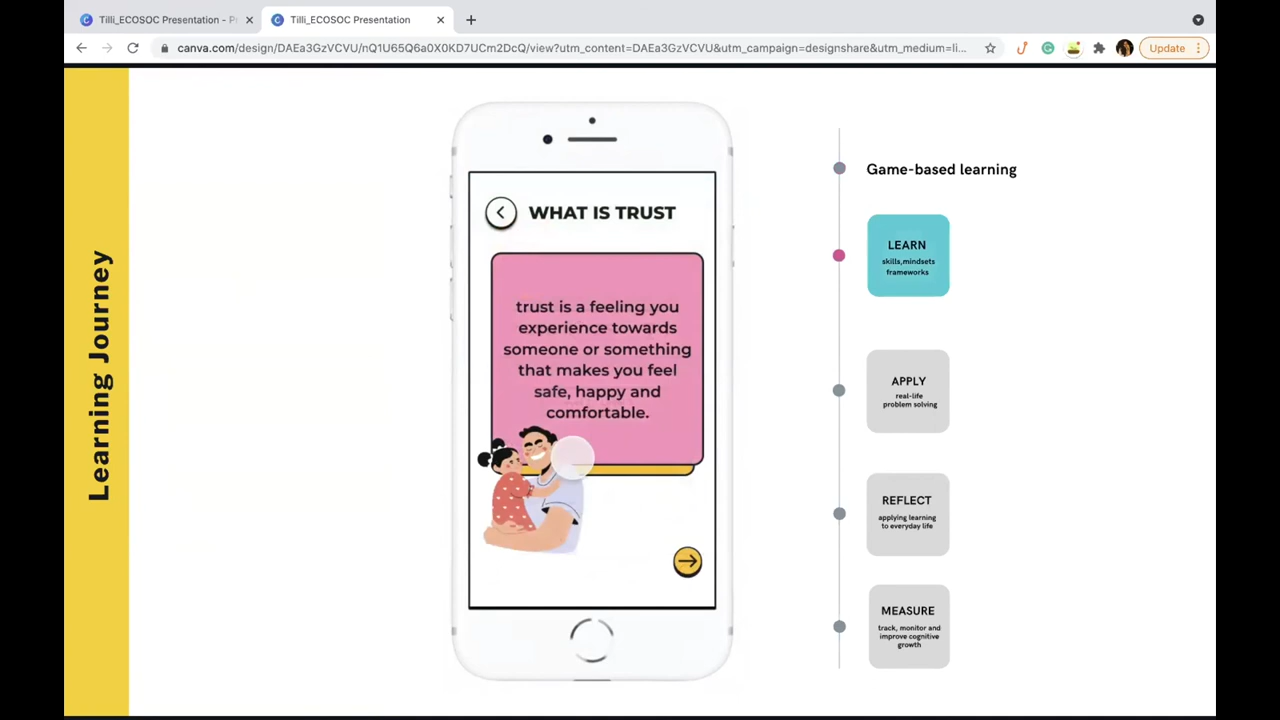 Tilli_ECOSOC Presentation - P
Tilli_ECOSOC Presentation
canva.com/design/DAEa3GzVCVU/nQ1U65Q6a0X0KD7UCm2DcQ/view?utm_content=DAEa3GzVCVU&utm_campaign=designshare&utm_medium=li...
Update
Learning Journey
WHAT IS TRUST
trust is a feeling you
experience towards
someone or something
that makes you feel
safe, happy and
comfortable.
Game-based learning
LEARN
skills,mindsets
frameworks
APPLY
real-life
problem solving
REFLECT
applying learning
to everyday life
MEASURE
track, monitor and
improve cognitive
growth